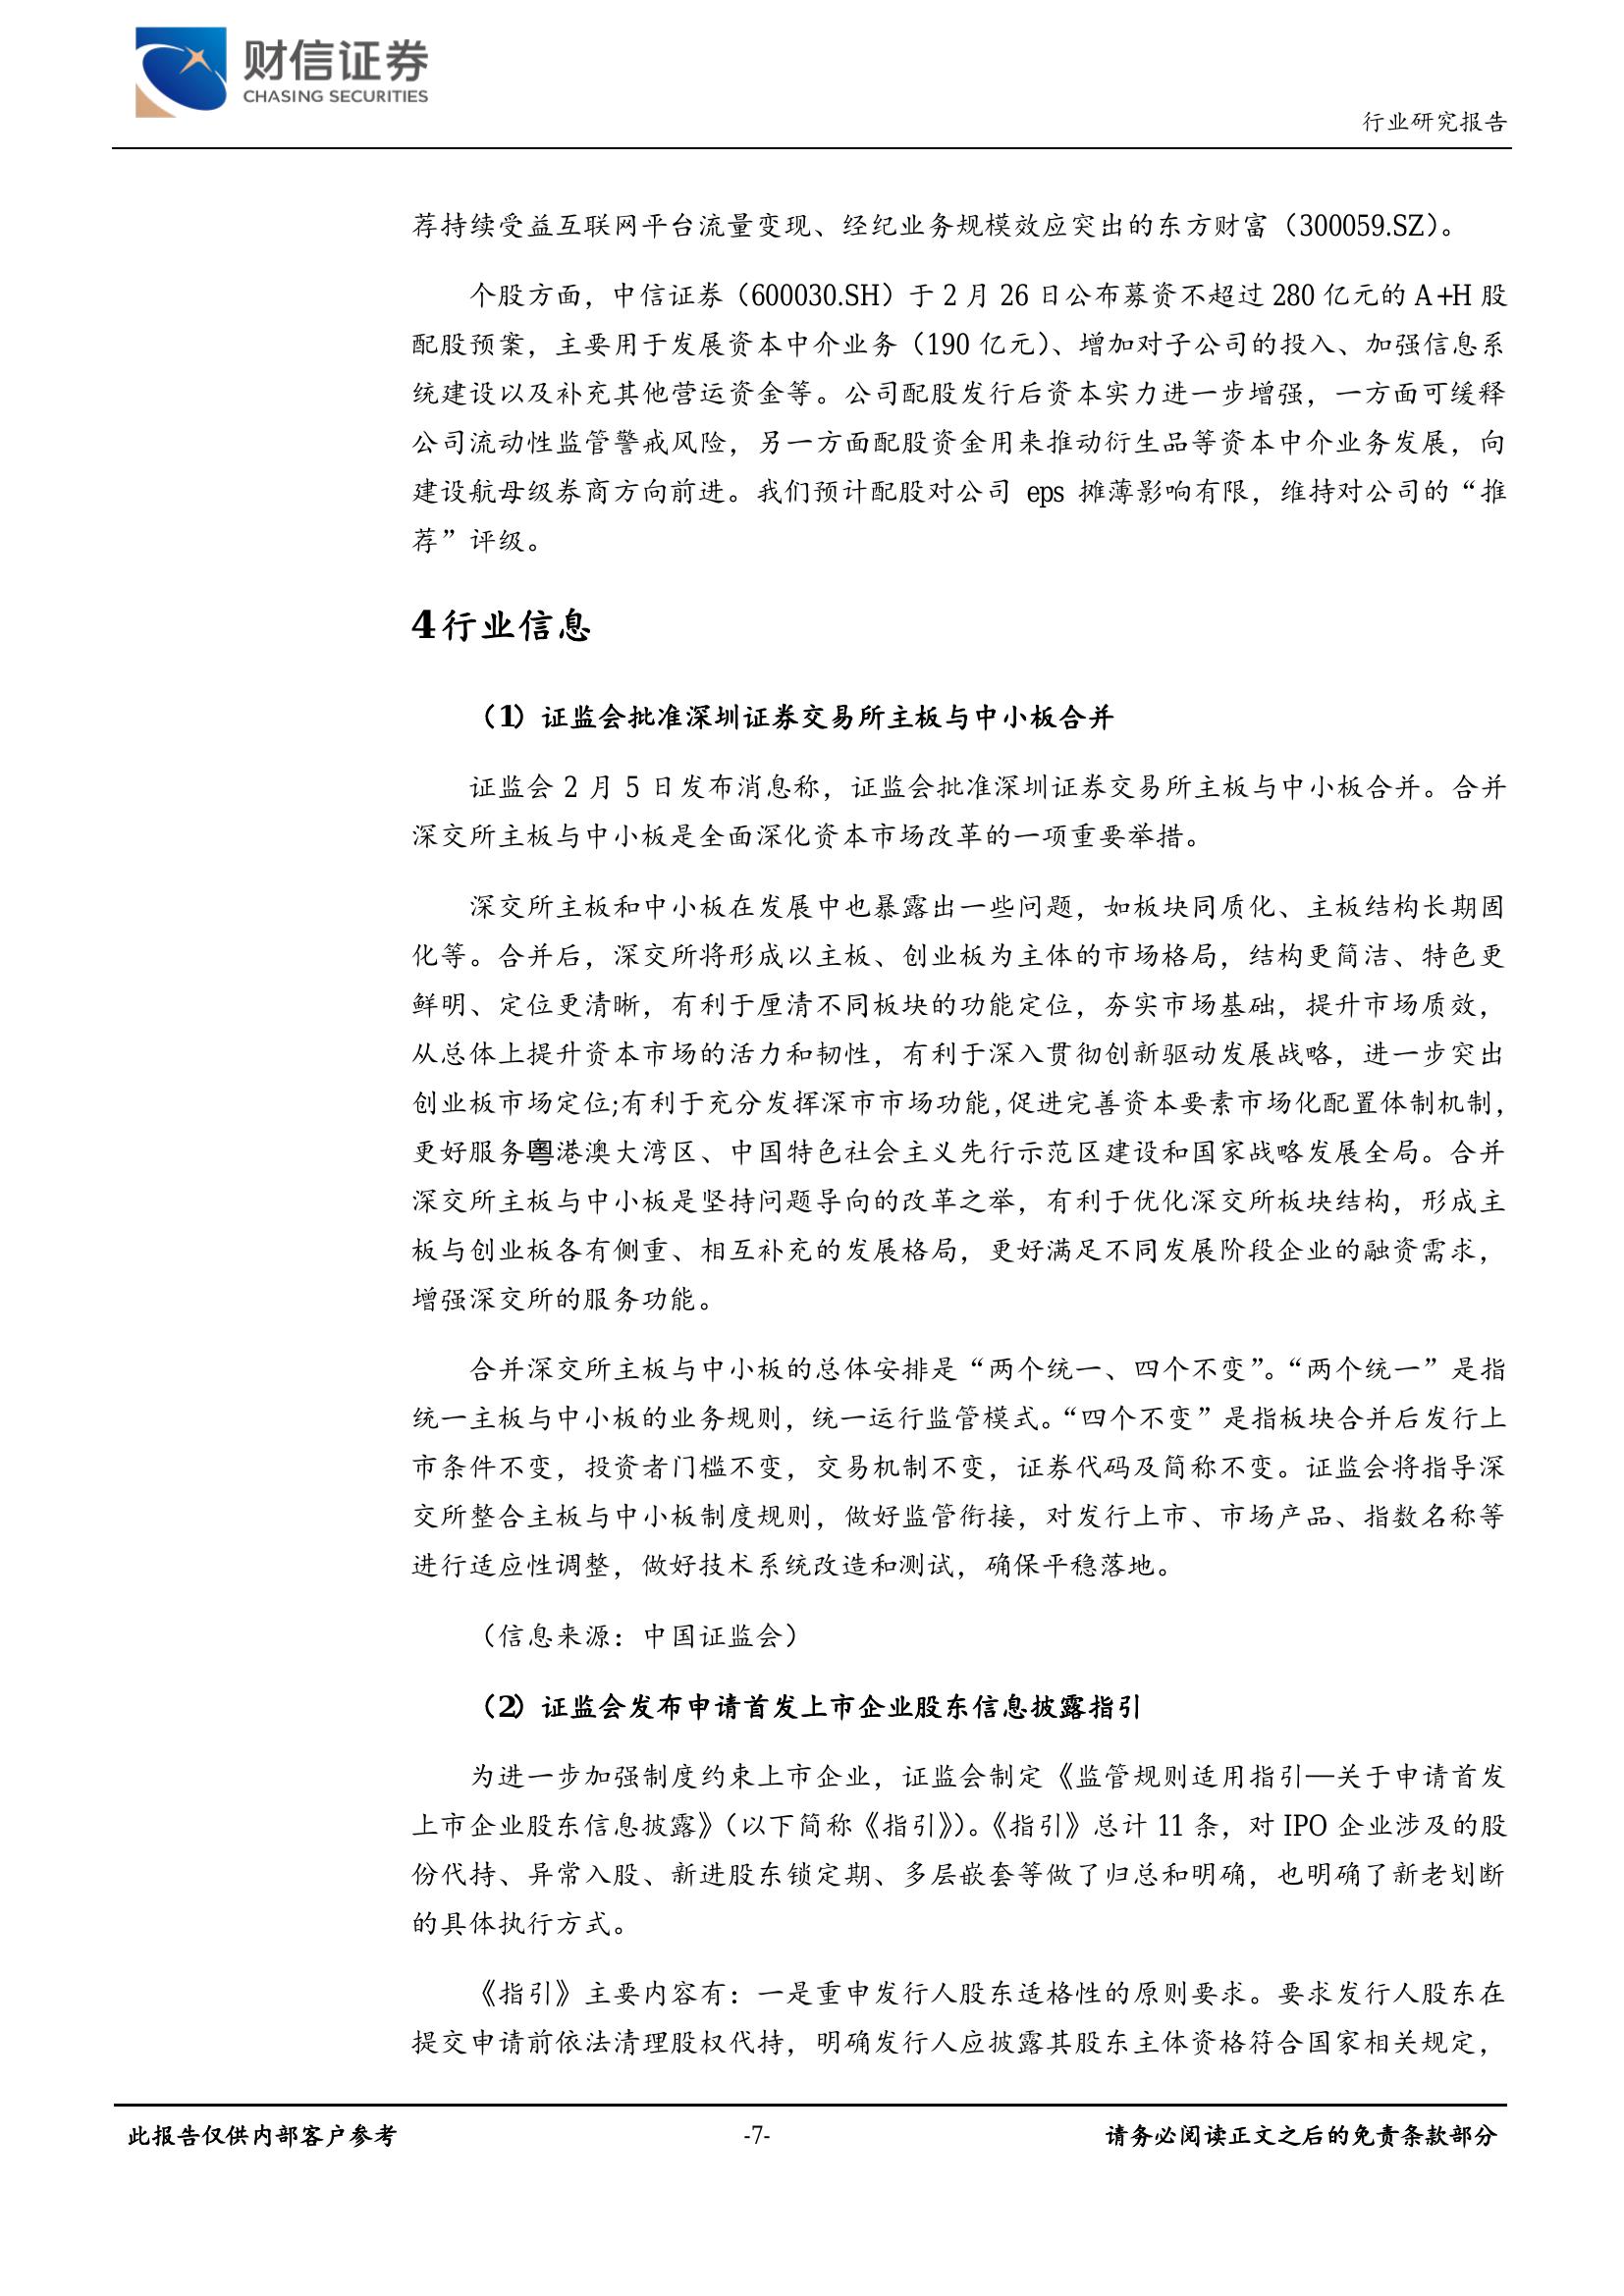 财信证券
CHASING SECURITIES
行业研究报告
荐持续受益互联网平台流量变现、经纪业务规模效应突出的东方财富（300059.SZ）。
个股方面，中信证券（600030.SH）于 2 月 26 日公布募资不超过 280 亿元的 A+H 股
配股预案，主要用于发展资本中介业务（190 亿元）、增加对子公司的投入、加强信息系
统建设以及补充其他营运资金等。公司配股发行后资本实力进一步增强，一方面可缓释
公司流动性监管警戒风险，另一方面配股资金用来推动衍生品等资本中介业务发展，向
建设航母级券商方向前进。我们预计配股对公司 eps 摊薄影响有限，维持对公司的“推
荐”评级。
4 行业信息
（1）证监会批准深圳证券交易所主板与中小板合并
证监会 2 月 5 日发布消息称，证监会批准深圳证券交易所主板与中小板合并。合并
深交所主板与中小板是全面深化资本市场改革的一项重要举措。
深交所主板和中小板在发展中也暴露出一些问题，如板块同质化、主板结构长期固
化等。合并后，深交所将形成以主板、创业板为主体的市场格局，结构更简洁、特色更
鲜明、定位更清晰，有利于厘清不同板块的功能定位，夯实市场基础，提升市场质效，
从总体上提升资本市场的活力和韧性，有利于深入贯彻创新驱动发展战略，进一步突出
创业板市场定位;有利于充分发挥深市市场功能,促进完善资本要素市场化配置体制机制，
更好服务粤港澳大湾区、中国特色社会主义先行示范区建设和国家战略发展全局。合并
深交所主板与中小板是坚持问题导向的改革之举，有利于优化深交所板块结构，形成主
板与创业板各有侧重、相互补充的发展格局，更好满足不同发展阶段企业的融资需求，
增强深交所的服务功能。
合并深交所主板与中小板的总体安排是“两个统一、四个不变”。“两个统一”是指
统一主板与中小板的业务规则，统一运行监管模式。“四个不变”是指板块合并后发行上
市条件不变，投资者门槛不变，交易机制不变，证券代码及简称不变。证监会将指导深
交所整合主板与中小板制度规则，做好监管衔接，对发行上市、市场产品、指数名称等
进行适应性调整，做好技术系统改造和测试，确保平稳落地。
（信息来源：中国证监会）
（2）证监会发布申请首发上市企业股东信息披露指引
为进一步加强制度约束上市企业，证监会制定《监管规则适用指引—关于申请首发
上市企业股东信息披露》（以下简称《指引》）。《指引》总计 11 条，对 IPO 企业涉及的股
份代持、异常入股、新进股东锁定期、多层嵌套等做了归总和明确，也明确了新老划断
的具体执行方式。
《指引》主要内容有：一是重申发行人股东适格性的原则要求。要求发行人股东在
提交申请前依法清理股权代持，明确发行人应披露其股东主体资格符合国家相关规定，
此报告仅供内部客户参考
-7-
请务必阅读正文之后的免责条款部分